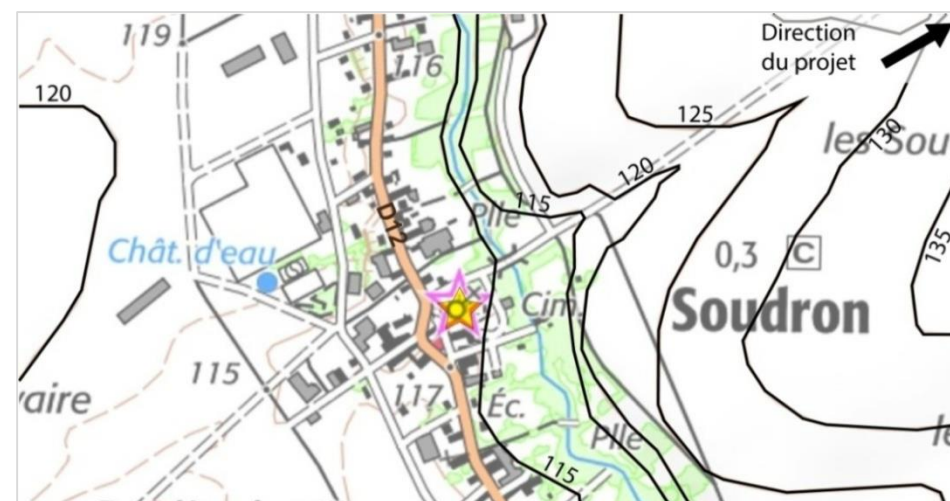 119
Direction
du projet
116
120
125
130
les Sou
120
115
Plle
D12
135
Chât. d'eau
0,3 C
Cim.
Soudron
115
117
vaire
Éc.
Plle
115